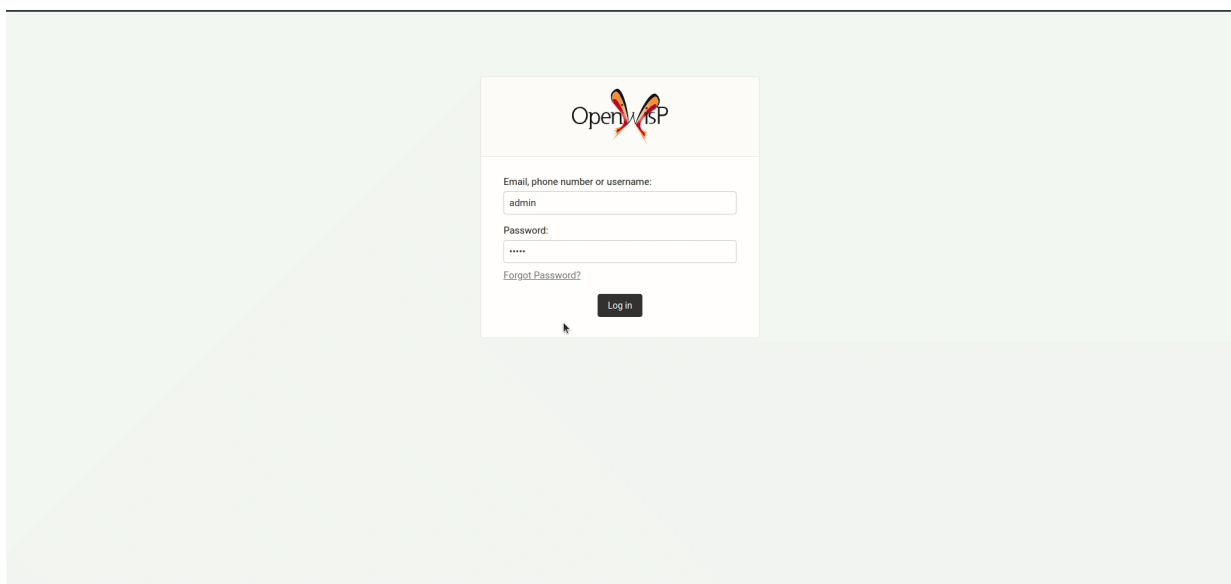 OpenWISP
Email, phone number or username:
admin
Password:
•••••
Forgot Password?
Log in